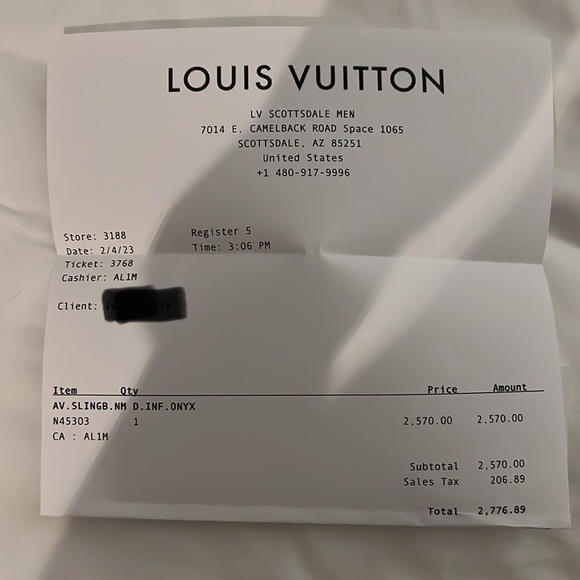 LOUIS VUITTON
LV SCOTTSDALE MEN
7014 E. CAMELBACK ROAD Space 1065
SCOTTSDALE, AZ 85251
United States
+1 480-917-9996
Store: 3188 Register 5
Date: 2/4/23 Time: 3:06 PM
Ticket: 3768
Cashier: AL1M
Client:
Item Qty Price Amount
AV.SLINGB.NM D.INF.ONYX
N45303 1 2,570.00 2,570.00
CA : AL1M
Subtotal 2,570.00
Sales Tax 206.89
Total 2,776.89